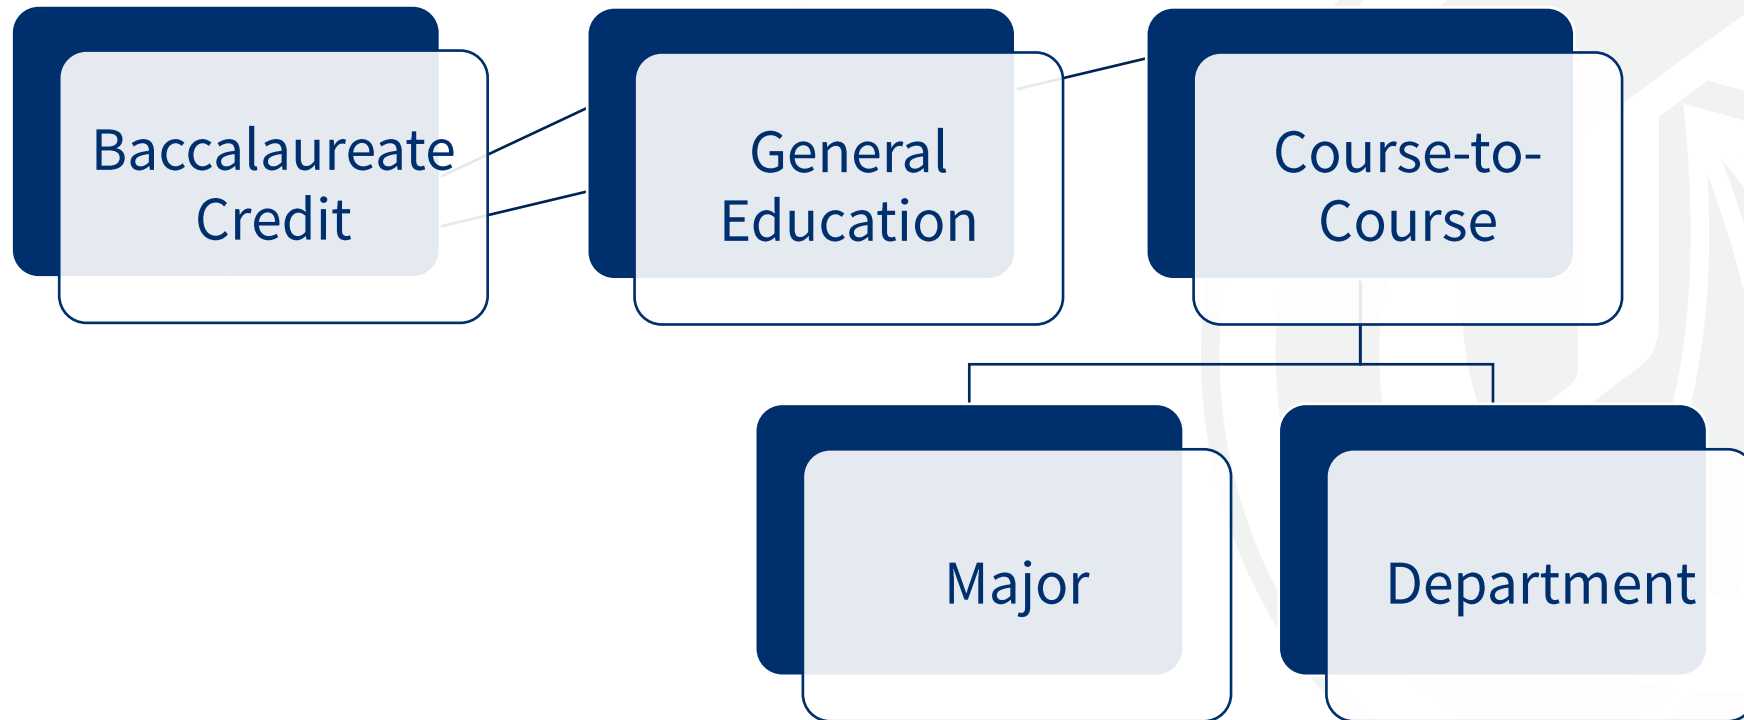 Baccalaureate
Credit
General
Education
Course-to-
Course
Major
Department